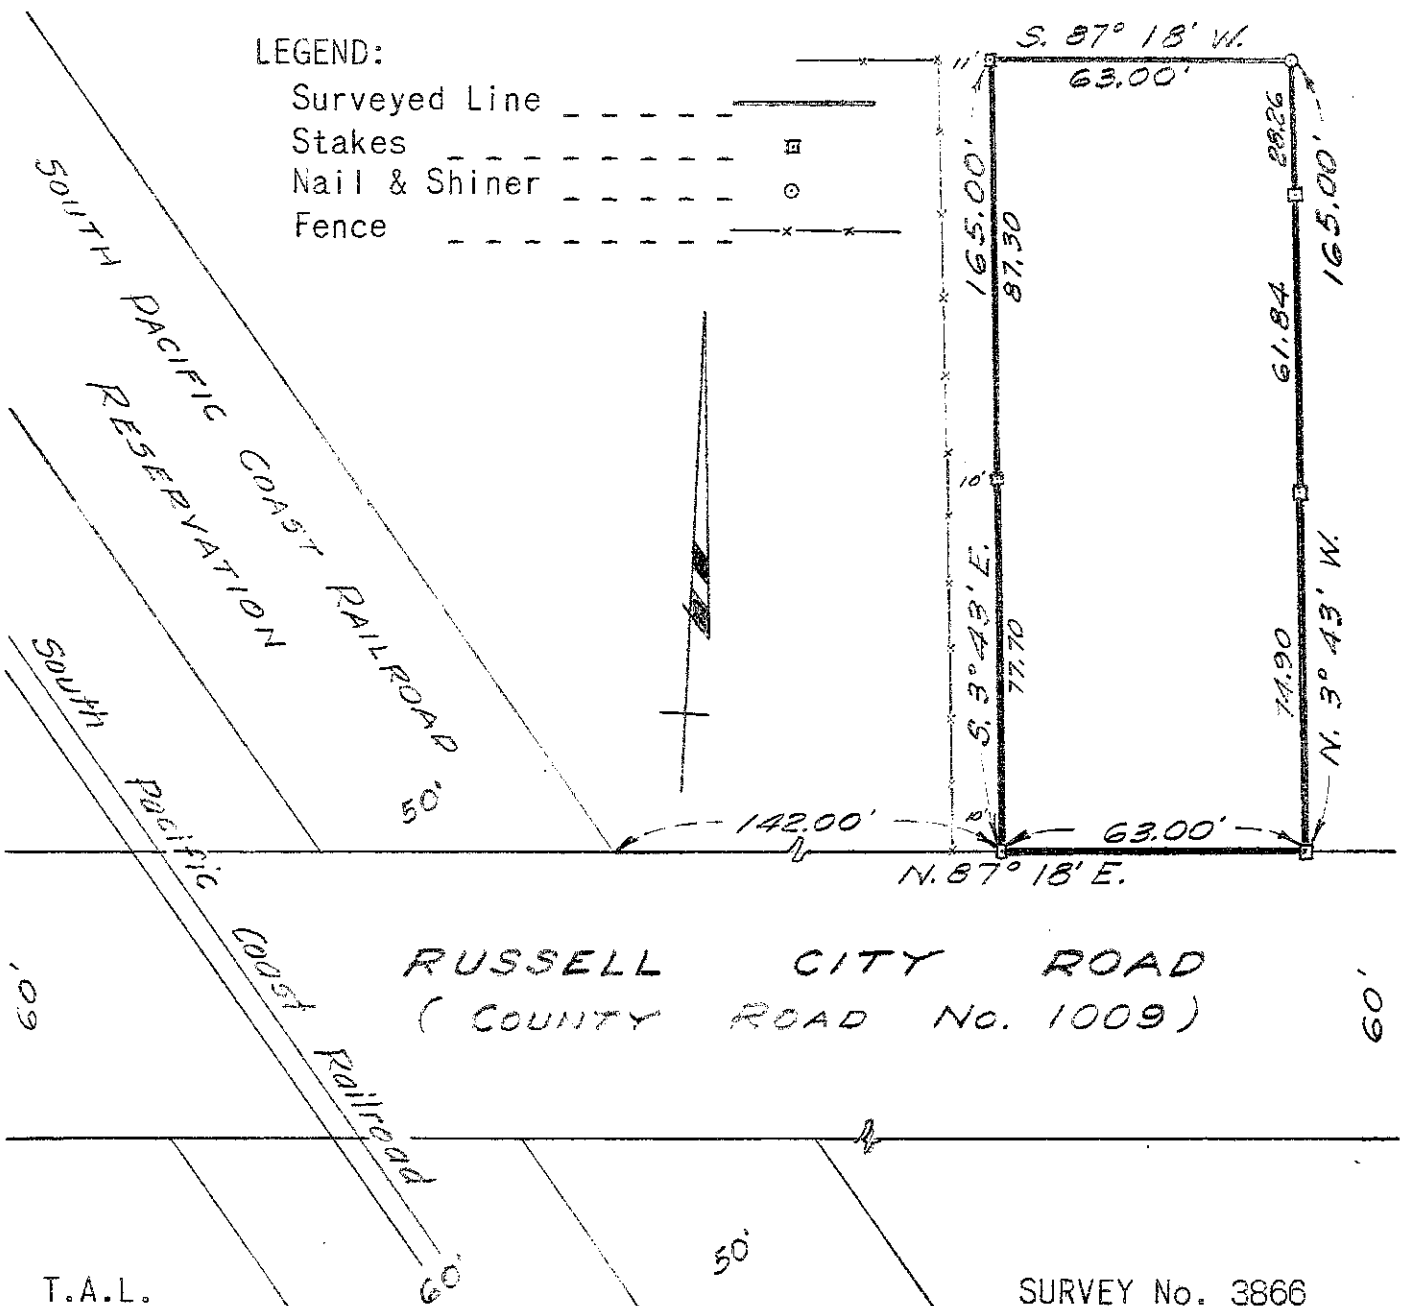 LEGEND:
Surveyed Line
Stakes
Nail & Shiner
Fence
S. 87° 18' W.
63.00'
11'
165.00'
87.30
28.26
165.00'
61.84
10'
S. 3° 43' E.
77.70
74.90
N. 3° 43' W.
10'
142.00'
63.00'
N. 87° 18' E.
SOUTH PACIFIC COAST RAILROAD
RESERVATION
50'
South Pacific Coast Railroad
RUSSELL CITY ROAD
(COUNTY ROAD No. 1009)
60'
60'
60'
50'
T.A.L.
SURVEY No. 3866